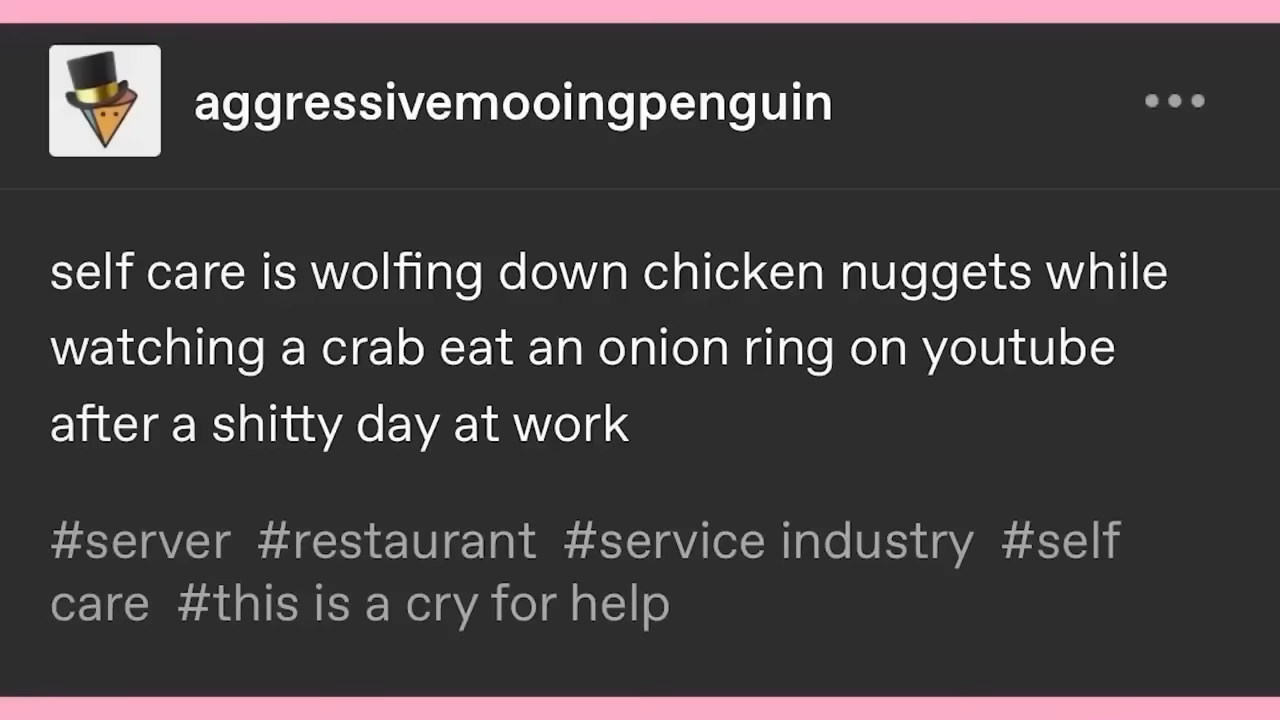 aggressivemooingpenguin
self care is wolfing down chicken nuggets while
watching a crab eat an onion ring on youtube
after a shitty day at work
#server #restaurant #service industry #self
care #this is a cry for help